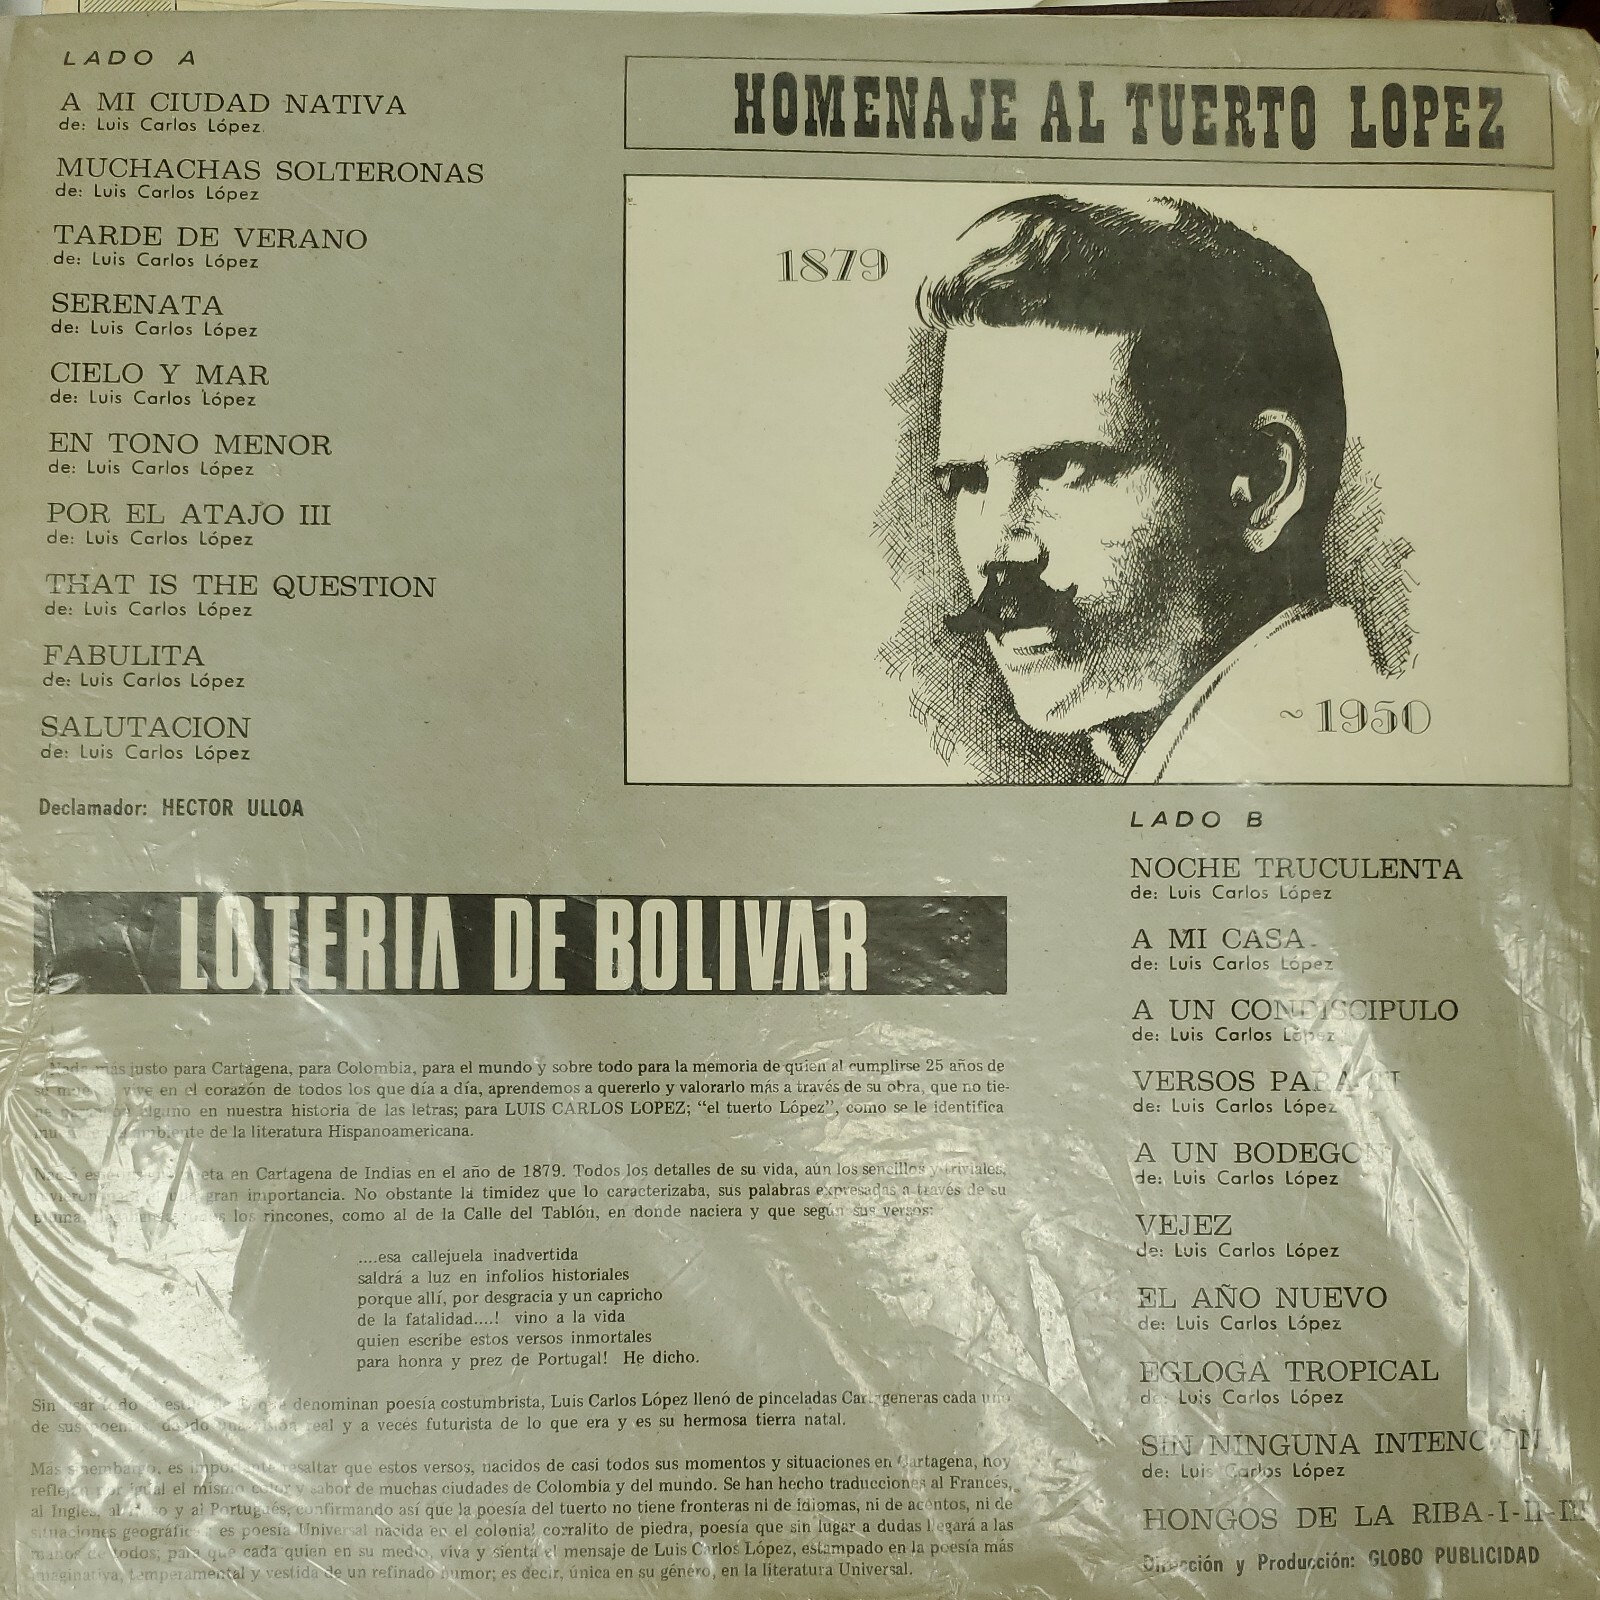 LADO A
A MI CIUDAD NATIVA
de: Luis Carlos López
MUCHACHAS SOLTERONAS
de: Luis Carlos López
TARDE DE VERANO
de: Luis Carlos López
SERENATA
de: Luis Carlos López
CIELO Y MAR
de: Luis Carlos López
EN TONO MENOR
de: Luis Carlos López
POR EL ATAJO III
de: Luis Carlos López
THAT IS THE QUESTION
de: Luis Carlos López
FABULITA
de: Luis Carlos López
SALUTACION
de: Luis Carlos López
Declamador: HECTOR ULLOA
HOMENAJE AL TUERTO LOPEZ
1879
~1950
LOTERIA DE BOLIVAR
más justo para Cartagena, para Colombia, para el mundo y sobre todo para la memoria de quien al cumplirse 25 años de
vive en el corazón de todos los que día a día, aprendemos a quererlo y valorarlo más a través de su obra, que no tie-
alguno en nuestra historia de las letras; para LUIS CARLOS LOPEZ; "el tuerto López", como se le identifica
ambiente de la literatura Hispanoamericana.
en Cartagena de Indias en el año de 1879. Todos los detalles de su vida, aún los sencillos y triviales,
gran importancia. No obstante la timidez que lo caracterizaba, sus palabras expresadas a través de su
pluma, los rincones, como al de la Calle del Tablón, en donde naciera y que según sus versos:
....esa callejuela inadvertida
saldrá a luz en infolios historiales
porque allí, por desgracia y un capricho
de la fatalidad....! vino a la vida
quien escribe estos versos inmortales
para honra y prez de Portugal! He dicho.
Sin denominan poesía costumbrista, Luis Carlos López llenó de pinceladas Cartageneras cada uno
de sus real y a veces futurista de lo que era y es su hermosa tierra natal.
Mas sinembargo, es importante resaltar que estos versos, nacidos de casi todos sus momentos y situaciones en Cartagena, hoy
reflejan por igual el mismo color y sabor de muchas ciudades de Colombia y del mundo. Se han hecho traducciones al Francés,
al Ingles, al y al Portugués, confirmando así que la poesía del tuerto no tiene fronteras ni de idiomas, ni de acentos, ni de
situaciones geográficas es poesía Universal nacida en el colonial corralito de piedra, poesía que sin lugar a dudas llegará a las
manos de todos, para que cada quien en su medio, viva y sienta el mensaje de Luis Carlos López, estampado en la poesía más
imaginativa, temperamental y vestida de un refinado humor; es decir, única en su género, en la literatura Universal.
LADO B
NOCHE TRUCULENTA
de: Luis Carlos López
A MI CASA
de: Luis Carlos López
A UN CONDISCIPULO
de: Luis Carlos López
VERSOS PARA
de: Luis Carlos López
A UN BODEGON
de: Luis Carlos López
VEJEZ
de: Luis Carlos López
EL AÑO NUEVO
de: Luis Carlos López
EGLOGA TROPICAL
de: Luis Carlos López
SIN NINGUNA INTENCION
de: Luis Carlos López
HONGOS DE LA RIBA-I-II-III
Dirección y Producción: GLOBO PUBLICIDAD